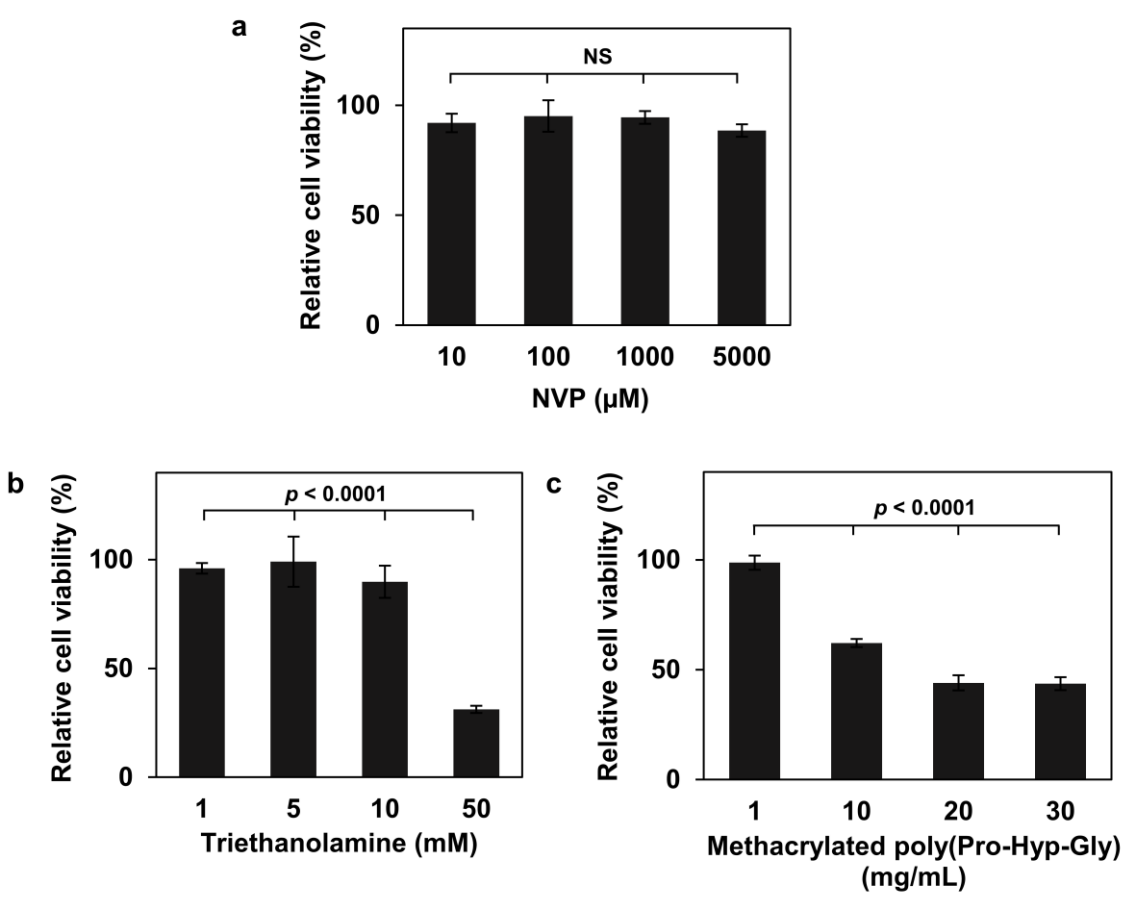 a
Relative cell viability (%)
NS
100
50
0
10 100 1000 5000
NVP (µM)
b
Relative cell viability (%)
p < 0.0001
100
50
0
1 5 10 50
Triethanolamine (mM)
c
Relative cell viability (%)
p < 0.0001
100
50
0
1 10 20 30
Methacrylated poly(Pro-Hyp-Gly)
(mg/mL)